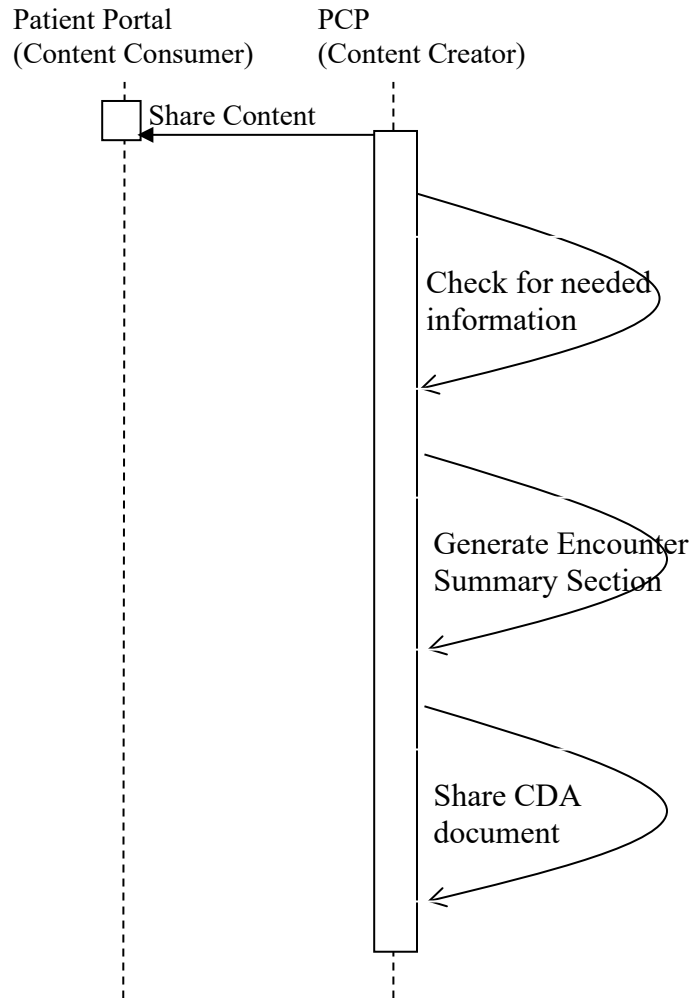 Patient Portal
(Content Consumer)
PCP
(Content Creator)
Share Content
Check for needed
information
Generate Encounter
Summary Section
Share CDA
document